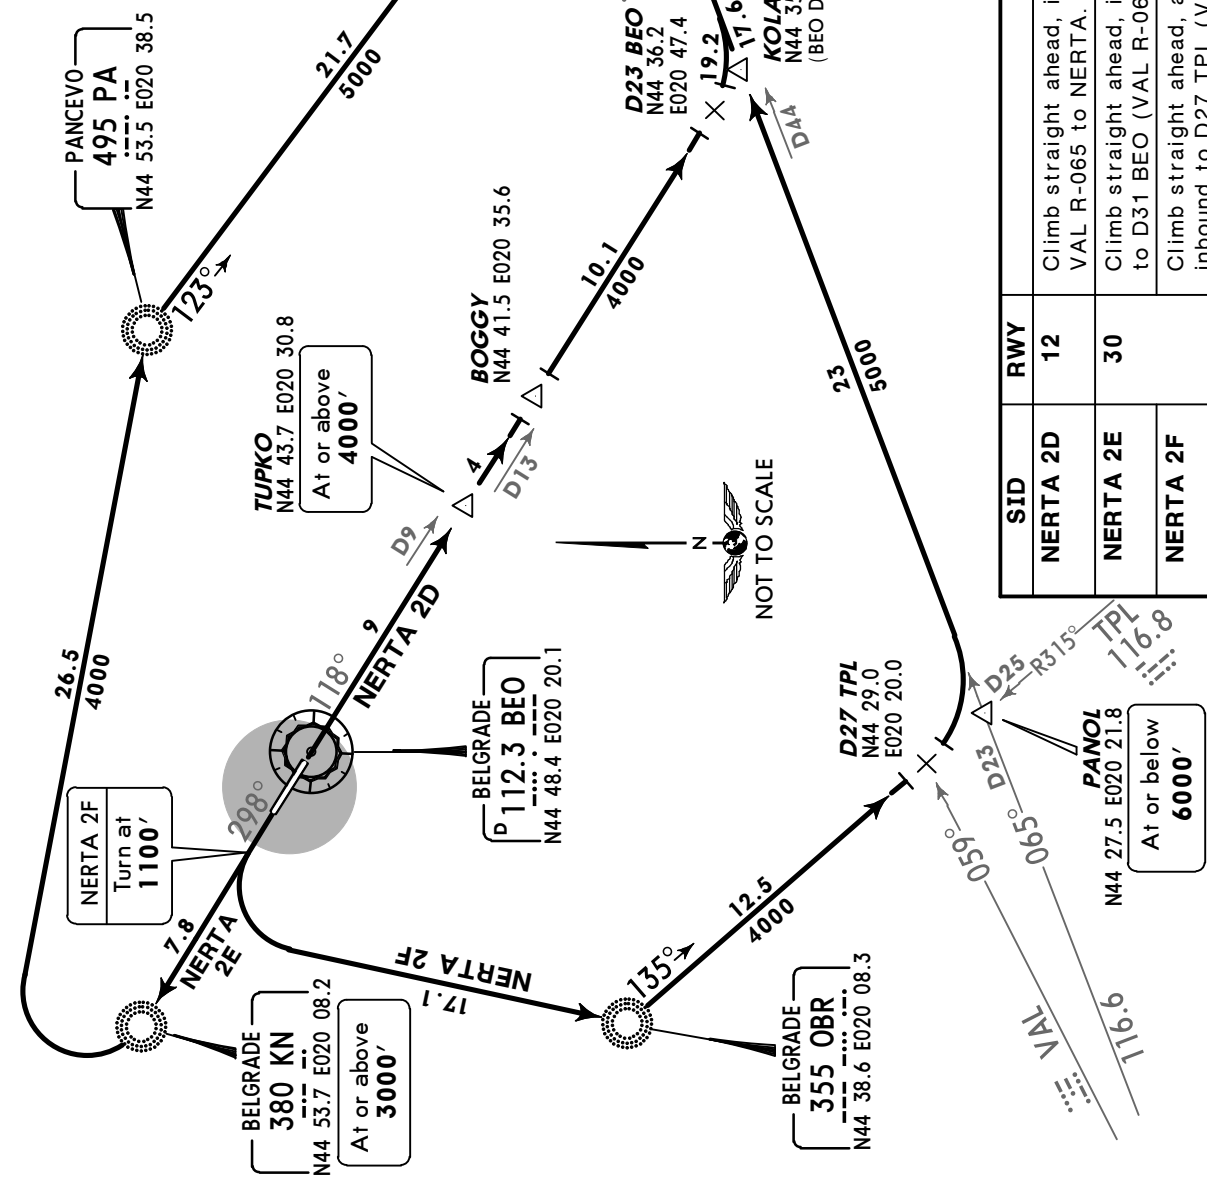 PANCEVO
495 PA
N44 53.5 E020 38.5
21.7
5000
123°
26.5
4000
D23 BEO
N44 36.2
E020 47.4
19.2
17.6
(BEO D
D44
TUPKO
N44 43.7 E020 30.8
At or above
4000'
BOGGY
N44 41.5 E020 35.6
10.1
4000
4
D13
D9
9
NERTA 2D
118°
298°
NERTA 2F
Turn at
1100'
BELGRADE
D 112.3 BEO
N44 48.4 E020 20.1
N
NOT TO SCALE
23
5000
7.8
NERTA
2E
BELGRADE
380 KN
N44 53.7 E020 08.2
At or above
3000'
NERTA 2F
17.1
135°
12.5
4000
BELGRADE
355 OBR
N44 38.6 E020 08.3
D27 TPL
N44 29.0
E020 20.0
D25
R315°
TPL
116.8
PANOL
N44 27.5 E020 21.8
At or below
6000'
D23
059°
065°
VAL
116.6
SID
RWY
NERTA 2D
12
Climb straight ahead,
VAL R-065 to NERTA.
NERTA 2E
30
Climb straight ahead,
to D31 BEO (VAL R-06
NERTA 2F
Climb straight ahead,
inbound to D27 TPL